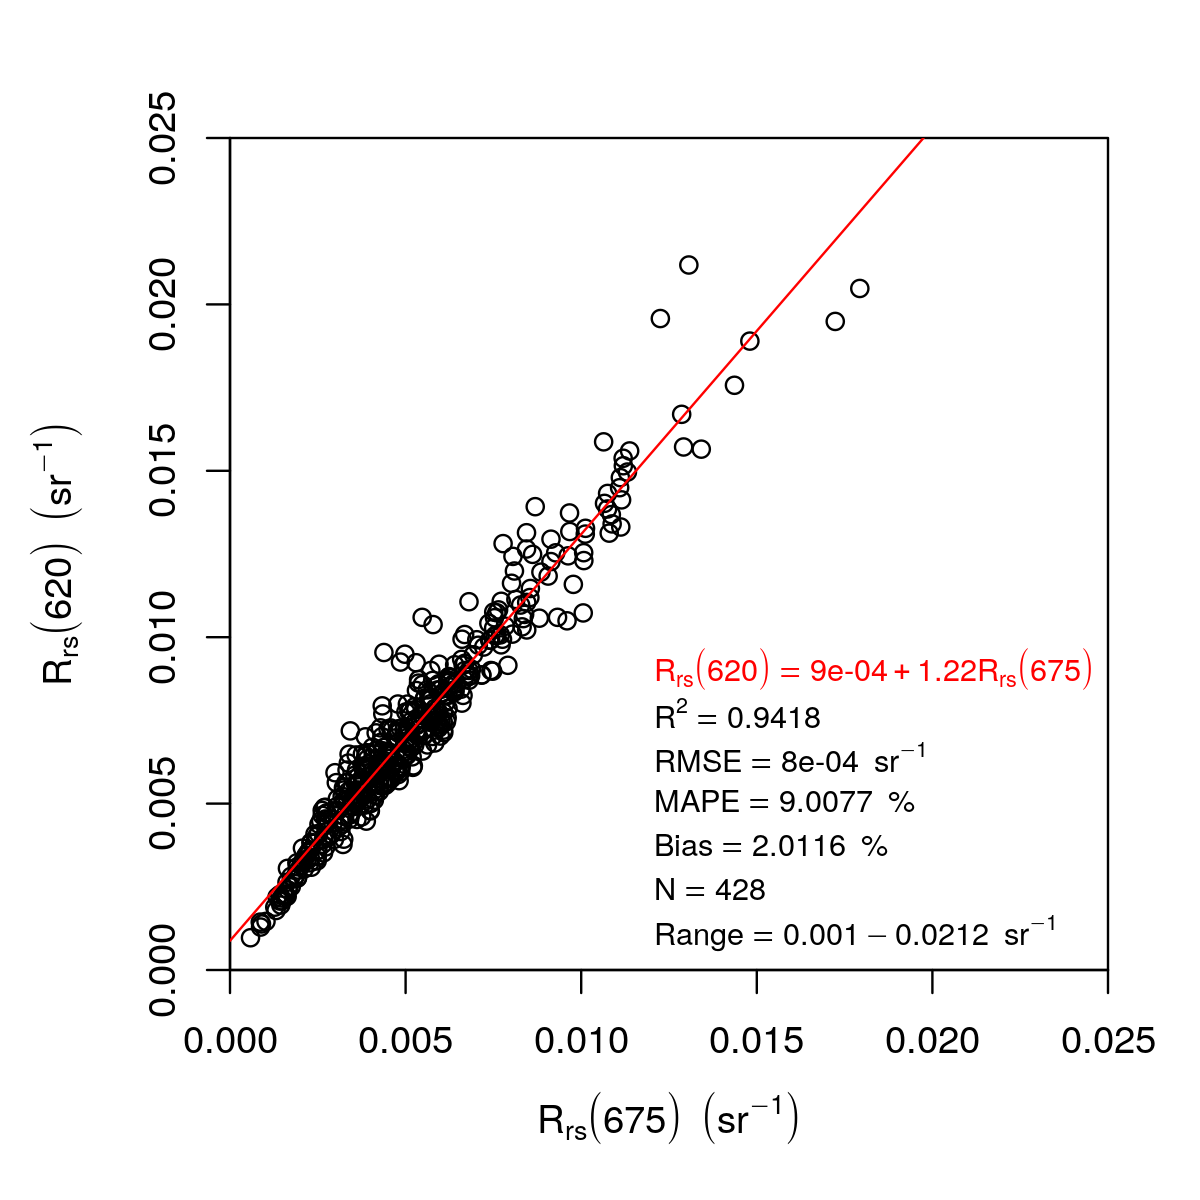 0.025
0.020
0.015
0.010
0.005
0.000
Rrs(620) (sr−1)
Rrs(620) = 9e-04 + 1.22Rrs(675)
R2 = 0.9418
RMSE = 8e-04 sr−1
MAPE = 9.0077 %
Bias = 2.0116 %
N = 428
Range = 0.001 − 0.0212 sr−1
0.000 0.005 0.010 0.015 0.020 0.025
Rrs(675) (sr−1)